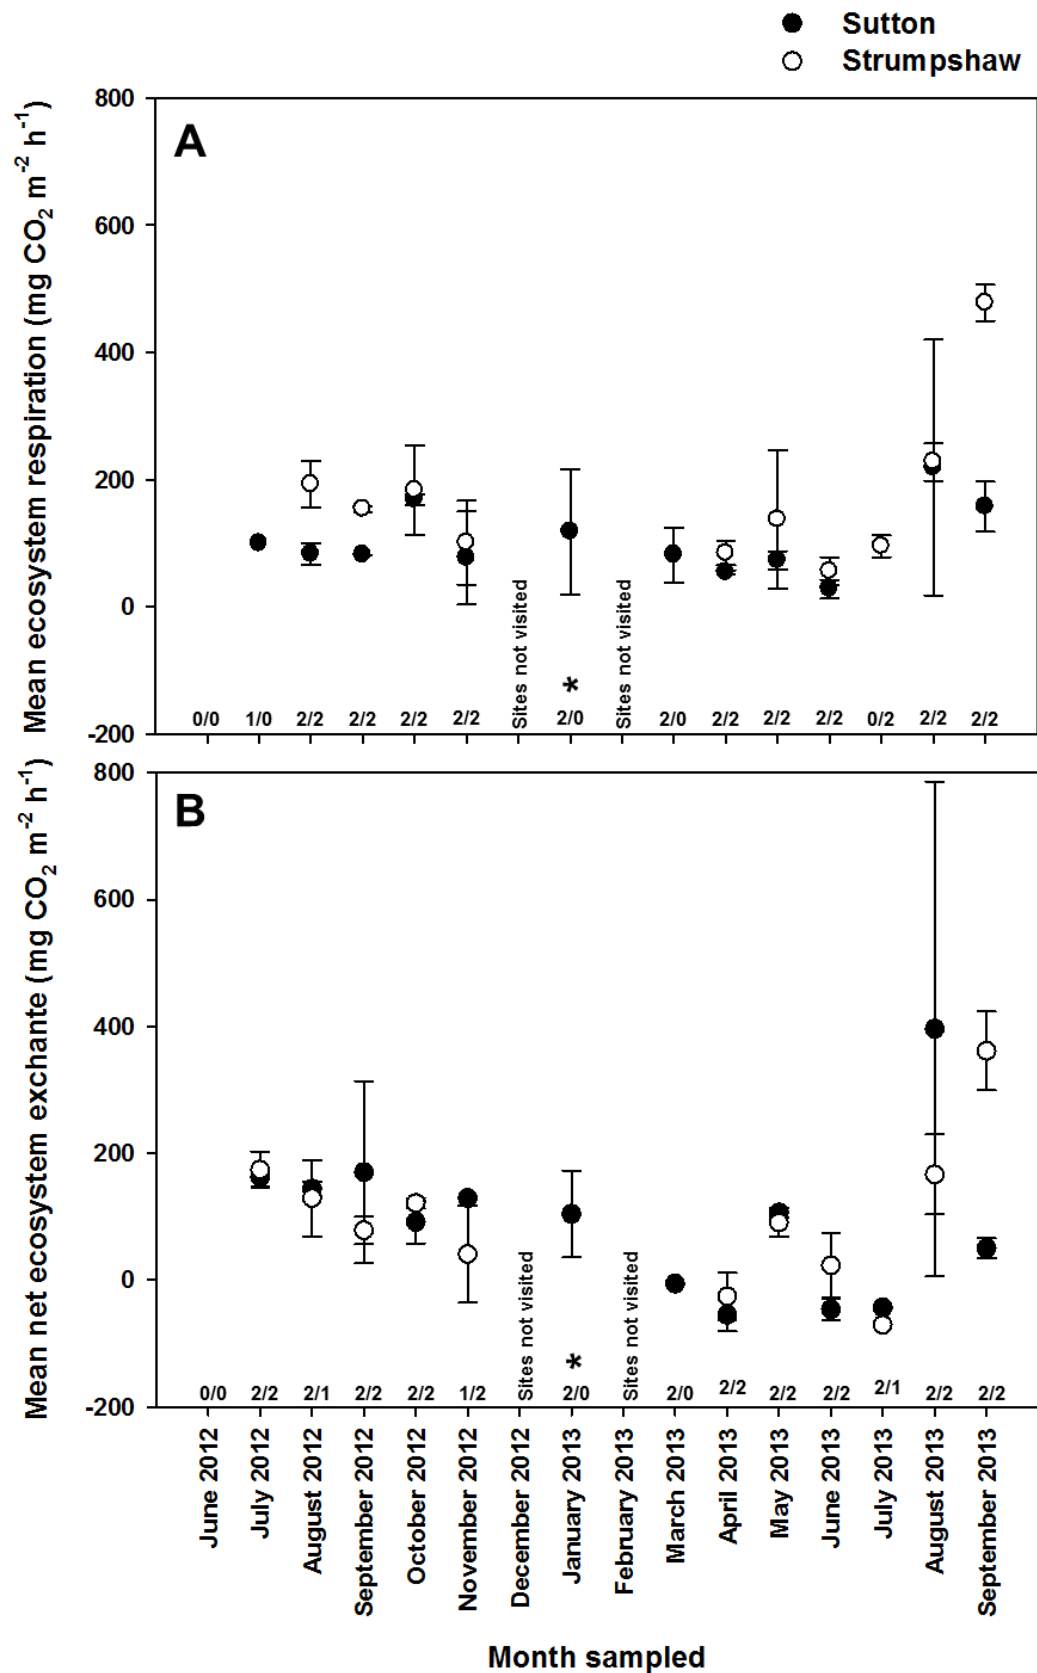 Sutton
Strumpshaw
A
Mean ecosystem respiration (mg CO₂ m⁻² h⁻¹)
800
600
400
200
0
-200
Sites not visited
*
Sites not visited
0/0 1/0 2/2 2/2 2/2 2/2 2/0 2/0 2/2 2/2 2/2 0/2 2/2 2/2
B
Mean net ecosystem exchante (mg CO₂ m⁻² h⁻¹)
800
600
400
200
0
-200
Sites not visited
*
Sites not visited
0/0 2/2 2/1 2/2 2/2 1/2 2/0 2/0 2/2 2/2 2/2 2/1 2/2 2/2
June 2012
July 2012
August 2012
September 2012
October 2012
November 2012
December 2012
January 2013
February 2013
March 2013
April 2013
May 2013
June 2013
July 2013
August 2013
September 2013
Month sampled